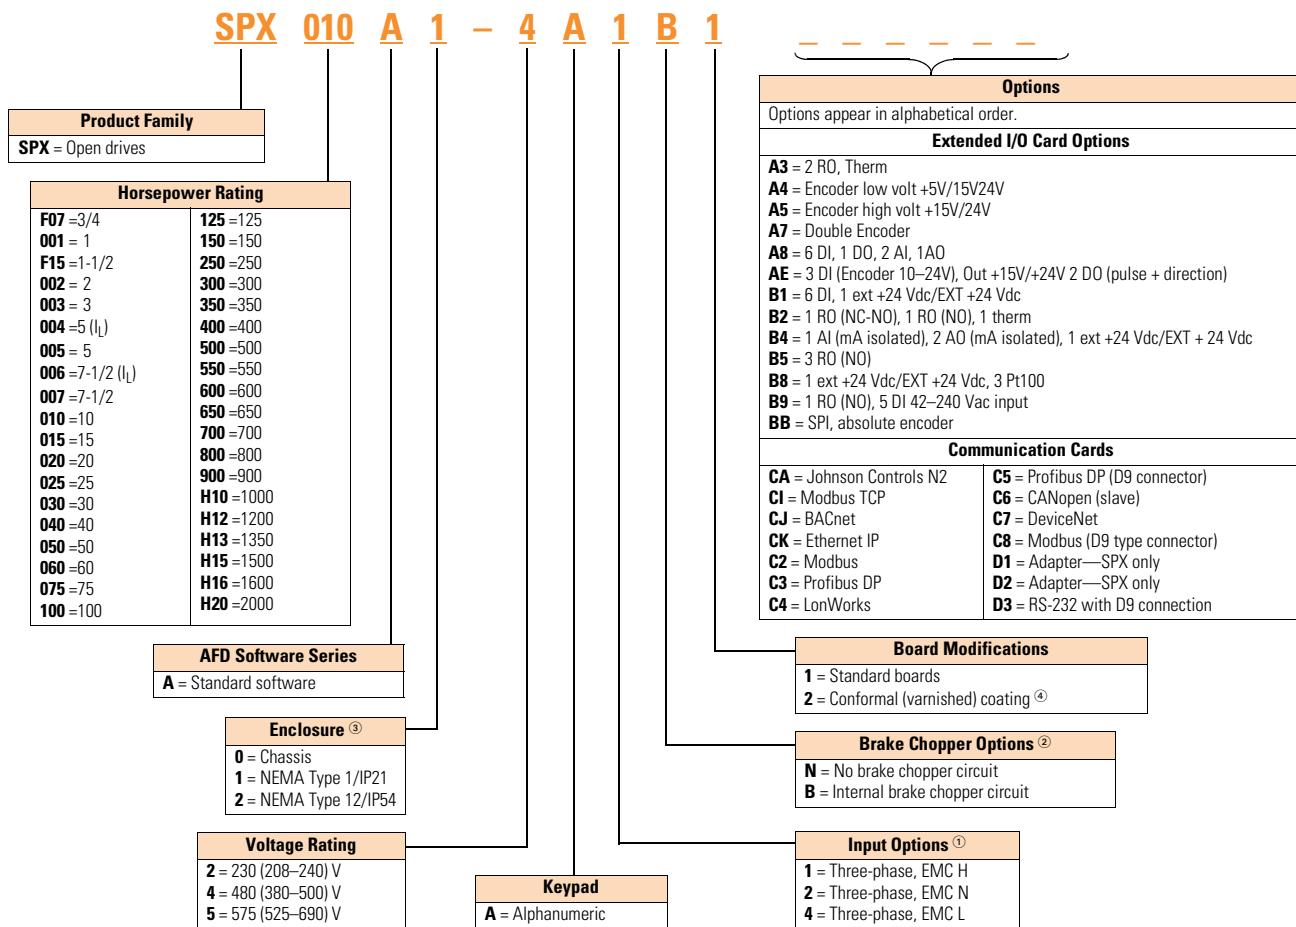 SPX 010 A 1 – 4 A 1 B 1 _ _ _ _ _ _
Product Family
SPX = Open drives
Horsepower Rating
F07 =3/4
001 = 1
F15 =1-1/2
002 = 2
003 = 3
004 =5 (IL)
005 = 5
006 =7-1/2 (IL)
007 =7-1/2
010 =10
015 =15
020 =20
025 =25
030 =30
040 =40
050 =50
060 =60
075 =75
100 =100
125 =125
150 =150
250 =250
300 =300
350 =350
400 =400
500 =500
550 =550
600 =600
650 =650
700 =700
800 =800
900 =900
H10 =1000
H12 =1200
H13 =1350
H15 =1500
H16 =1600
H20 =2000
AFD Software Series
A = Standard software
Enclosure ③
0 = Chassis
1 = NEMA Type 1/IP21
2 = NEMA Type 12/IP54
Voltage Rating
2 = 230 (208–240) V
4 = 480 (380–500) V
5 = 575 (525–690) V
Keypad
A = Alphanumeric
Options
Options appear in alphabetical order.
Extended I/O Card Options
A3 = 2 RO, Therm
A4 = Encoder low volt +5V/15V24V
A5 = Encoder high volt +15V/24V
A7 = Double Encoder
A8 = 6 DI, 1 DO, 2 AI, 1AO
AE = 3 DI (Encoder 10–24V), Out +15V/+24V 2 DO (pulse + direction)
B1 = 6 DI, 1 ext +24 Vdc/EXT +24 Vdc
B2 = 1 RO (NC-NO), 1 RO (NO), 1 therm
B4 = 1 AI (mA isolated), 2 AO (mA isolated), 1 ext +24 Vdc/EXT + 24 Vdc
B5 = 3 RO (NO)
B8 = 1 ext +24 Vdc/EXT +24 Vdc, 3 Pt100
B9 = 1 RO (NO), 5 DI 42–240 Vac input
BB = SPI, absolute encoder
Communication Cards
CA = Johnson Controls N2
CI = Modbus TCP
CJ = BACnet
CK = Ethernet IP
C2 = Modbus
C3 = Profibus DP
C4 = LonWorks
C5 = Profibus DP (D9 connector)
C6 = CANopen (slave)
C7 = DeviceNet
C8 = Modbus (D9 type connector)
D1 = Adapter—SPX only
D2 = Adapter—SPX only
D3 = RS-232 with D9 connection
Board Modifications
1 = Standard boards
2 = Conformal (varnished) coating ④
Brake Chopper Options ②
N = No brake chopper circuit
B = Internal brake chopper circuit
Input Options ①
1 = Three-phase, EMC H
2 = Three-phase, EMC N
4 = Three-phase, EMC L